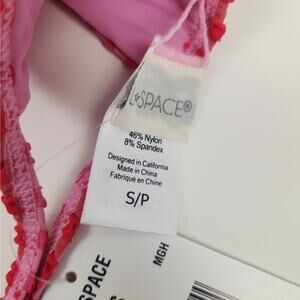 L*SPACE®
46% Nylon
8% Spandex
Designed in California
Made in China
Fabriqué en Chine
S/P
SPACE
MGH